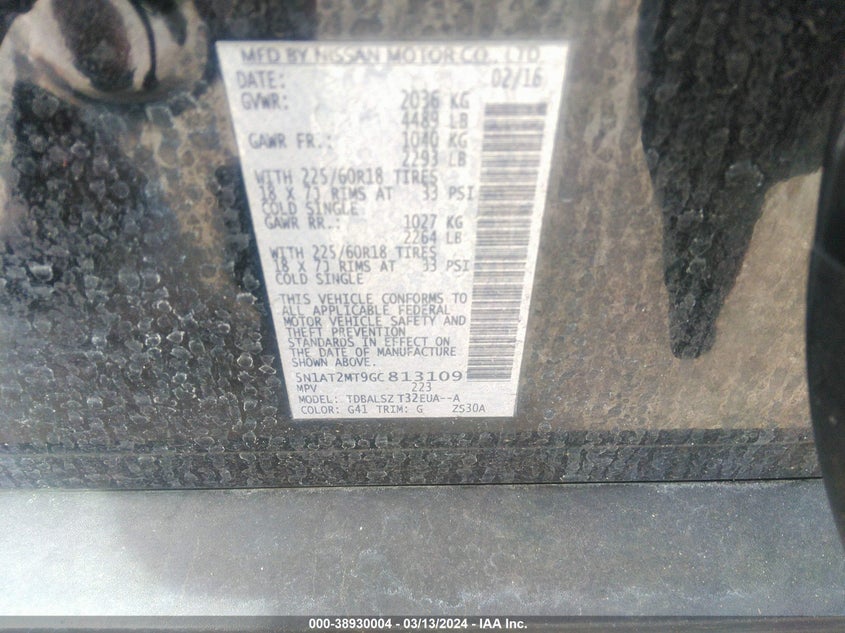 MFD BY NISSAN MOTOR CO., LTD.
DATE: 02/16
GVWR: 2036 KG
4489 LB
GAWR FR.: 1040 KG
2293 LB
WITH 225/60R18 TIRES
18 X 7J RIMS AT 33 PSI
COLD SINGLE
GAWR RR.: 1027 KG
2264 LB
WITH 225/60R18 TIRES
18 X 7J RIMS AT 33 PSI
COLD SINGLE
THIS VEHICLE CONFORMS TO
ALL APPLICABLE FEDERAL
MOTOR VEHICLE SAFETY AND
THEFT PREVENTION
STANDARDS IN EFFECT ON
THE DATE OF MANUFACTURE
SHOWN ABOVE.
5N1AT2MT9GC813109
MPV 223
MODEL: TDBALSZ T32EUA--A
COLOR: G41 TRIM: G ZS30A
000-38930004 — 03/13/2024 — IAA Inc.